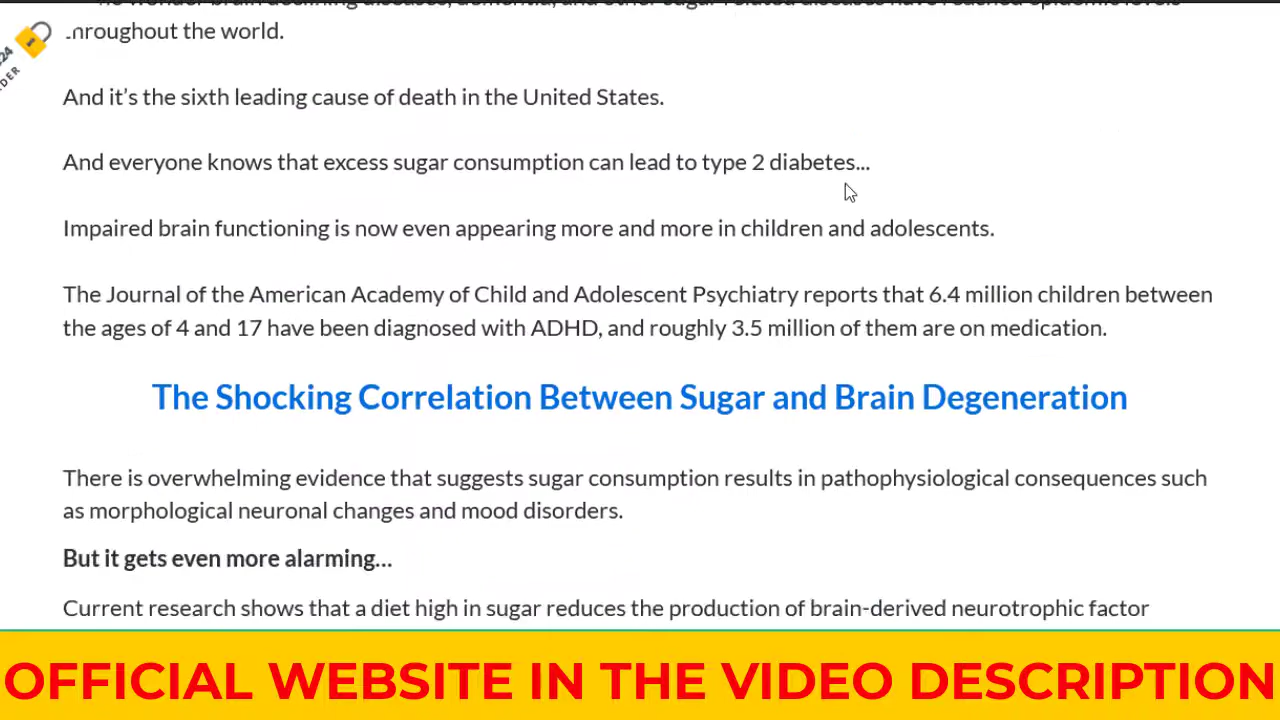 throughout the world.
And it's the sixth leading cause of death in the United States.
And everyone knows that excess sugar consumption can lead to type 2 diabetes...
Impaired brain functioning is now even appearing more and more in children and adolescents.
The Journal of the American Academy of Child and Adolescent Psychiatry reports that 6.4 million children between
the ages of 4 and 17 have been diagnosed with ADHD, and roughly 3.5 million of them are on medication.
The Shocking Correlation Between Sugar and Brain Degeneration
There is overwhelming evidence that suggests sugar consumption results in pathophysiological consequences such
as morphological neuronal changes and mood disorders.
But it gets even more alarming...
Current research shows that a diet high in sugar reduces the production of brain-derived neurotrophic factor
OFFICIAL WEBSITE IN THE VIDEO DESCRIPTION